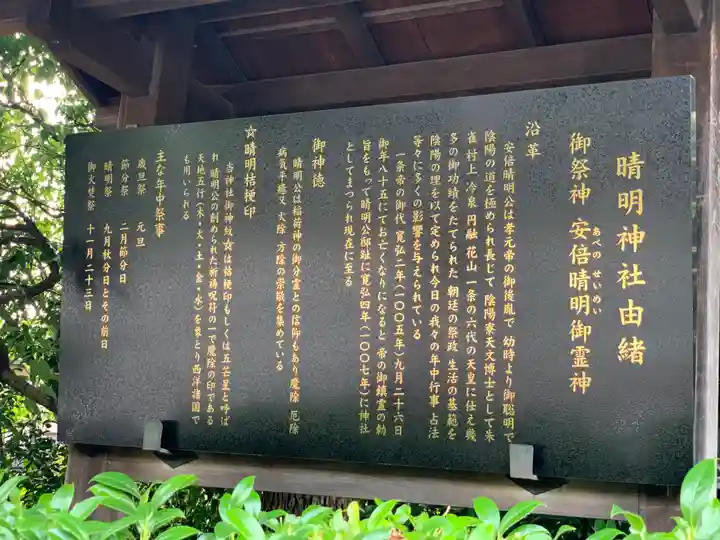 晴明神社由緒
御祭神 安倍晴明御霊神
あべの せいめい
沿革
安倍晴明公は孝元帝の御後胤で 幼時より御聡明で
陰陽の道を極められ長じて 陰陽寮天文博士として朱
雀 村上 冷泉 円融 花山 一条の六代の天皇に仕え幾
多の御功績をたてられた 朝廷の祭政 生活の基範を
陰陽の理を以て定められ今日の我々の年中行事 占法
等々に多くの影響を与えられている
一条帝の御代 寛弘二年(一〇〇五年)九月二十六日
御年八十五にてお亡くなりになると 帝の御鎮霊の勅
旨をもって晴明公邸趾に寛弘四年(一〇〇七年)に神社
としてまつられ現在に至る
御神徳
晴明公は稲荷神の御分霊との信仰もあり魔除 厄除
病気平癒 火除 方除の崇敬を集めている
☆晴明桔梗印
当神社御神紋☆は桔梗印もしくは五芒星と呼ば
れ 晴明公の創められた祈祷呪符の一で魔除の印である
天地五行(木・火・土・金・水)を象どり西洋諸国で
も用いられる
主な年中祭事
歳旦祭 元旦
節分祭 二月節分日
晴明祭 九月秋分日とその前日
御火焚祭 十一月二十三日